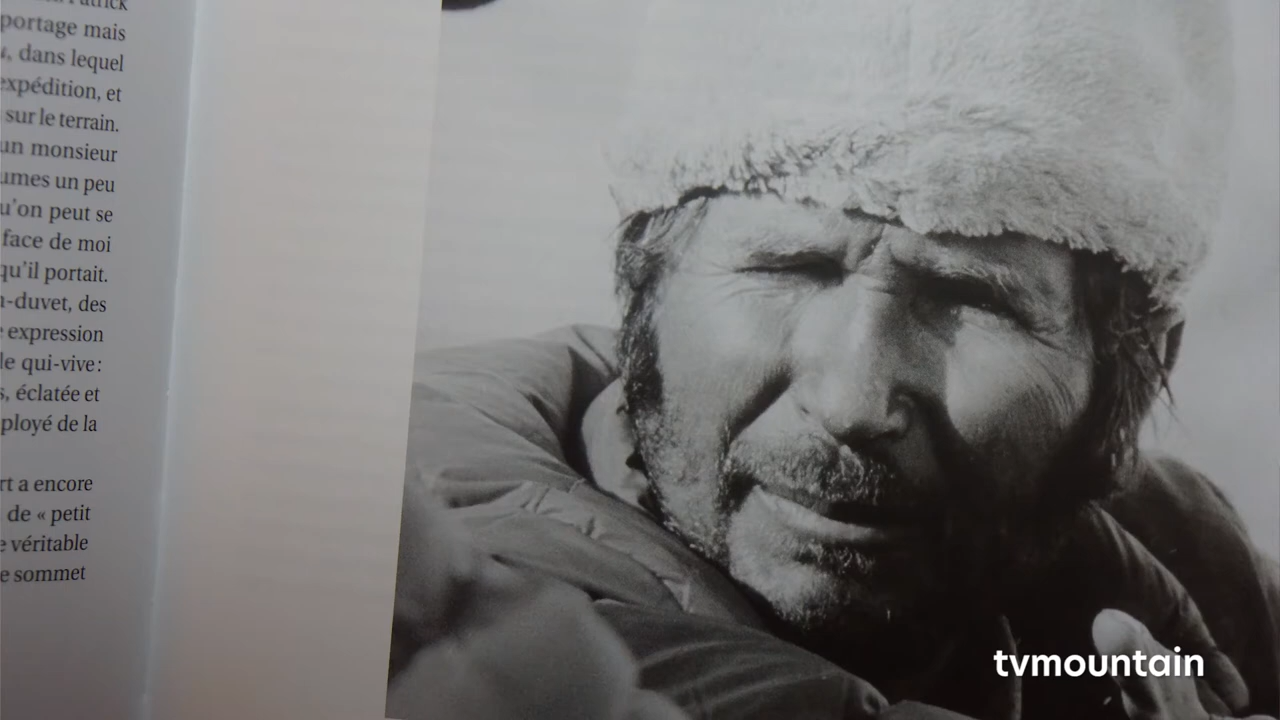 Patrick
portage mais
, dans lequel
expédition, et
sur le terrain.
un monsieur
umes un peu
u'on peut se
face de moi
qu'il portait.
-duvet, des
expression
le qui-vive :
s, éclatée et
ployé de la
rt a encore
de « petit
e véritable
e sommet
tvmountain